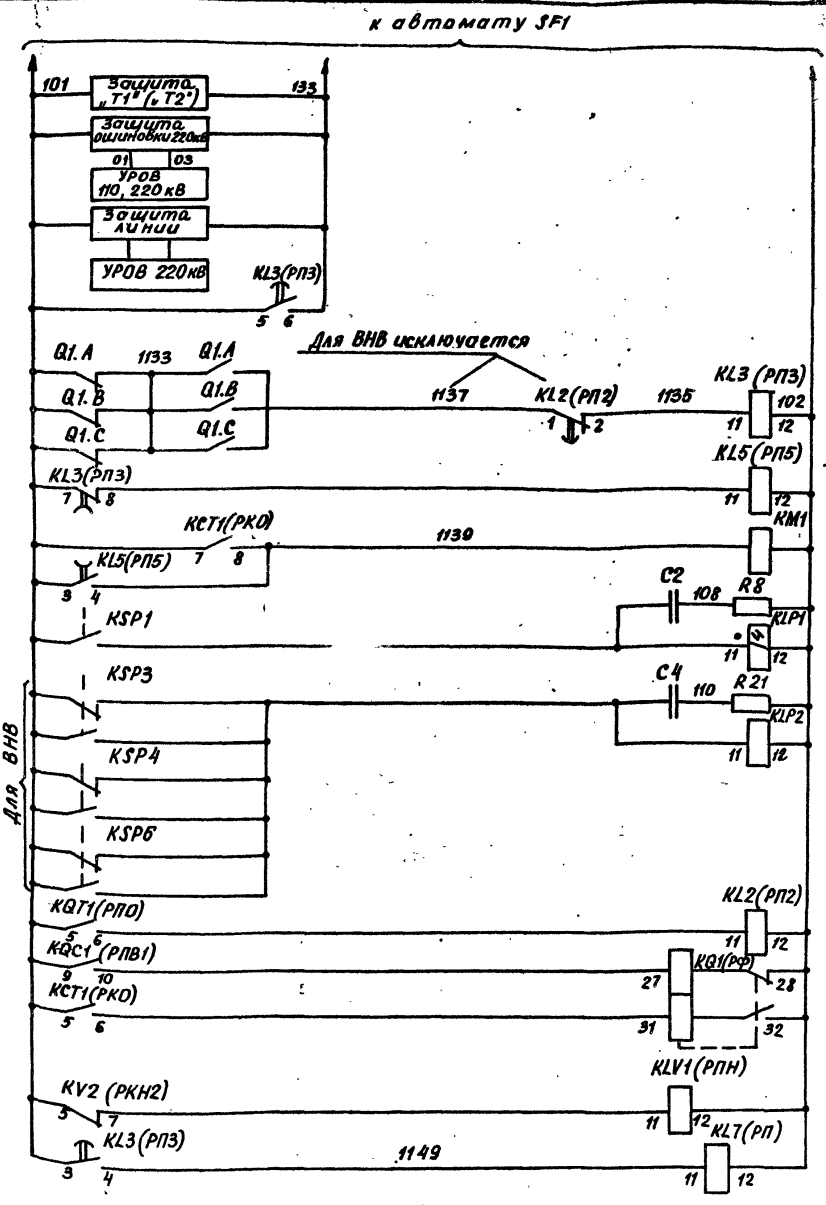 к автомату SF1
101
Защита
„Т1" („Т2")
133
Защита
ошиновки 220кВ
01 03
УРОВ
110, 220 кВ
Защита
линии
УРОВ 220кВ
KL3(РП3)
5 6
Для ВНВ исключается
Q1.A 1133 Q1.A
Q1.B Q1.B
Q1.C Q1.C
1137
KL2(РП2)
1 2
1135
KL3(РП3)
102
11 12
KL3(РП3)
7 8
KL5(РП5)
11 12
KCT1(РКО)
7 8
1139
KM1
KL5(РП5)
3 4
KSP1
C2 108 R8
KLP1
11 12
KSP3
C4 110 R21
KLP2
11 12
Для ВНВ
KSP4
KSP6
KQT1(РПО)
5 6
KL2(РП2)
11 12
KQC1(РПВ1)
9 10
KQ1(РФ)
27 28
KCT1(РКО)
5 6
31 32
KV2 (РКН2)
5 7
KLV1(РПН)
11 12
KL3(РП3)
3 4
1149
KL7(РП)
11 12